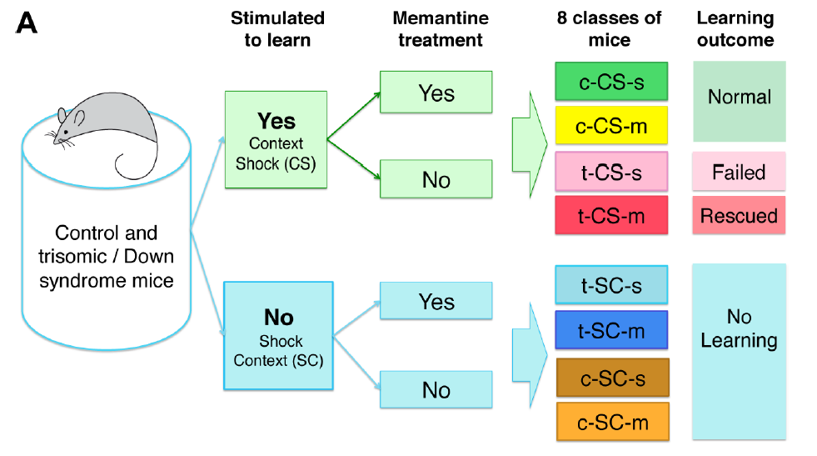 A
Stimulated
to learn
Memantine
treatment
8 classes of
mice
Learning
outcome
Control and
trisomic / Down
syndrome mice
Yes
Context
Shock (CS)
Yes
No
c-CS-s
c-CS-m
t-CS-s
t-CS-m
Normal
Failed
Rescued
No
Shock
Context (SC)
Yes
No
t-SC-s
t-SC-m
c-SC-s
c-SC-m
No
Learning